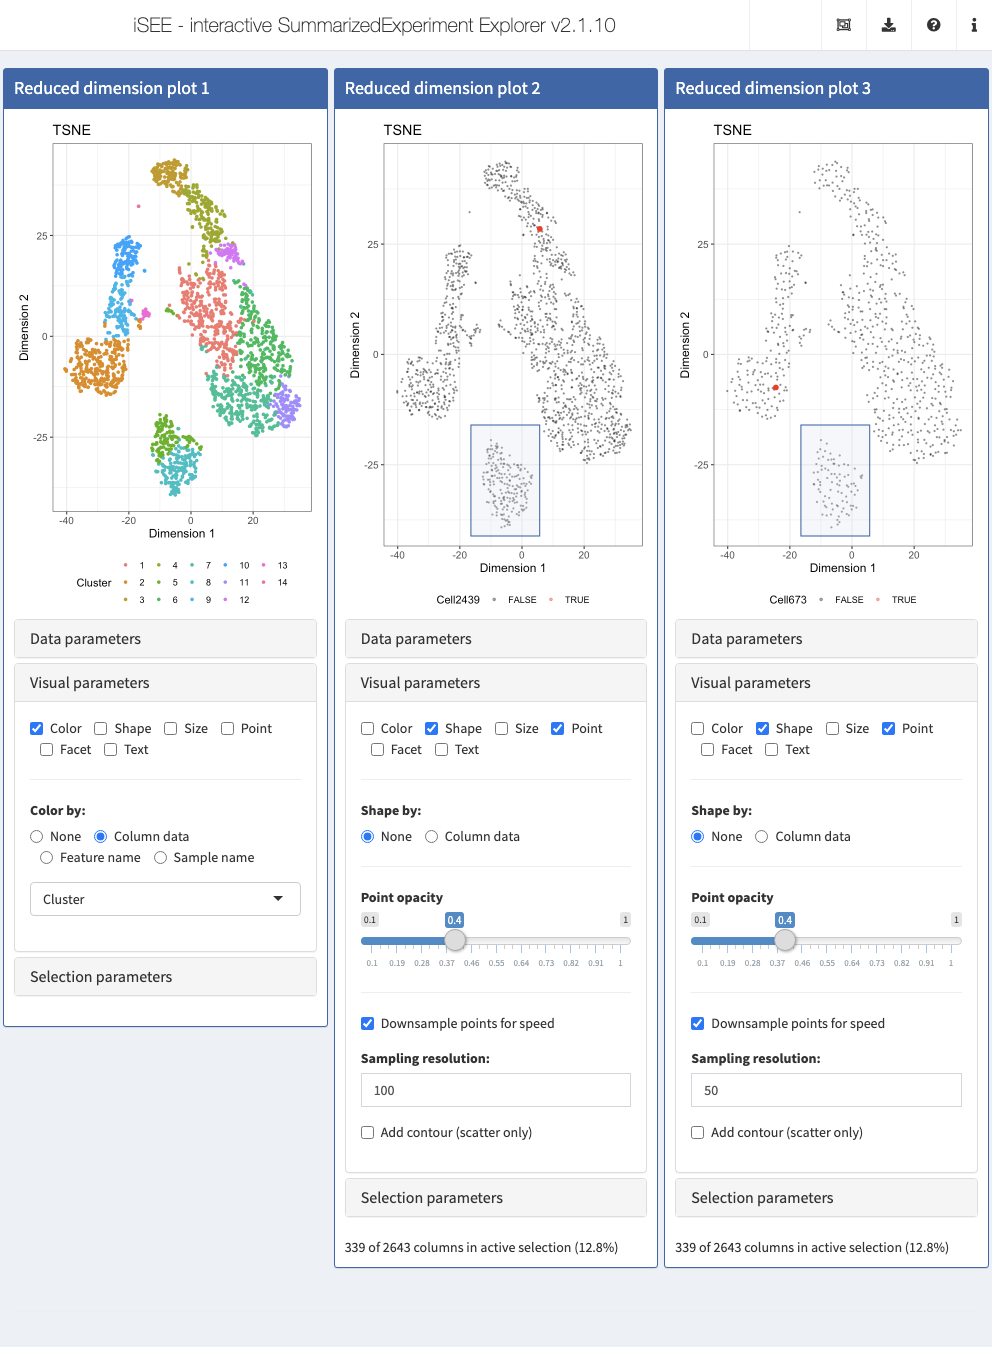 iSEE - interactive SummarizedExperiment Explorer v2.1.10
Reduced dimension plot 1
TSNE
25
0
-25
Dimension 2
-40 -20 0 20
Dimension 1
Cluster
1 4 7 10 13
2 5 8 11 14
3 6 9 12
Data parameters
Visual parameters
Color Shape Size Point
Facet Text
Color by:
None Column data
Feature name Sample name
Cluster
Selection parameters
Reduced dimension plot 2
TSNE
25
0
-25
Dimension 2
-40 -20 0 20
Dimension 1
Cell2439 FALSE TRUE
Data parameters
Visual parameters
Color Shape Size Point
Facet Text
Shape by:
None Column data
Point opacity
0.1 0.4 1
0.1 0.19 0.28 0.37 0.46 0.55 0.64 0.73 0.82 0.91 1
Downsample points for speed
Sampling resolution:
100
Add contour (scatter only)
Selection parameters
339 of 2643 columns in active selection (12.8%)
Reduced dimension plot 3
TSNE
25
0
-25
Dimension 2
-40 -20 0 20
Dimension 1
Cell673 FALSE TRUE
Data parameters
Visual parameters
Color Shape Size Point
Facet Text
Shape by:
None Column data
Point opacity
0.1 0.4 1
0.1 0.19 0.28 0.37 0.46 0.55 0.64 0.73 0.82 0.91 1
Downsample points for speed
Sampling resolution:
50
Add contour (scatter only)
Selection parameters
339 of 2643 columns in active selection (12.8%)